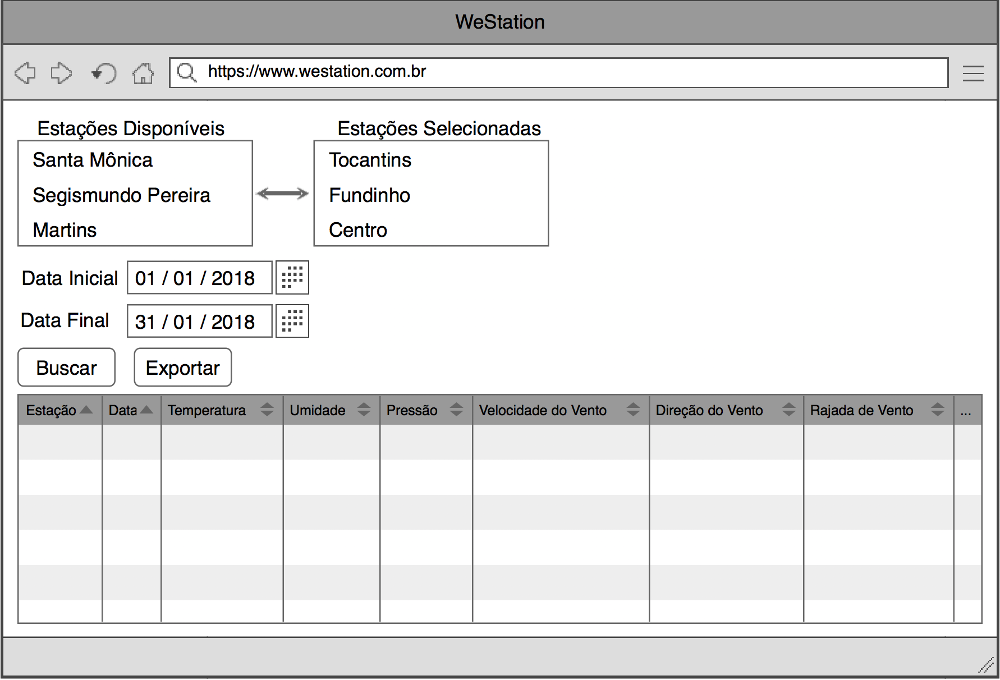 WeStation
https://www.westation.com.br
Estações Disponíveis
Estações Selecionadas
Santa Mônica
Segismundo Pereira
Martins
Tocantins
Fundinho
Centro
Data Inicial 01 / 01 / 2018
Data Final 31 / 01 / 2018
Buscar Exportar
Estação Data Temperatura Umidade Pressão Velocidade do Vento Direção do Vento Rajada de Vento ...